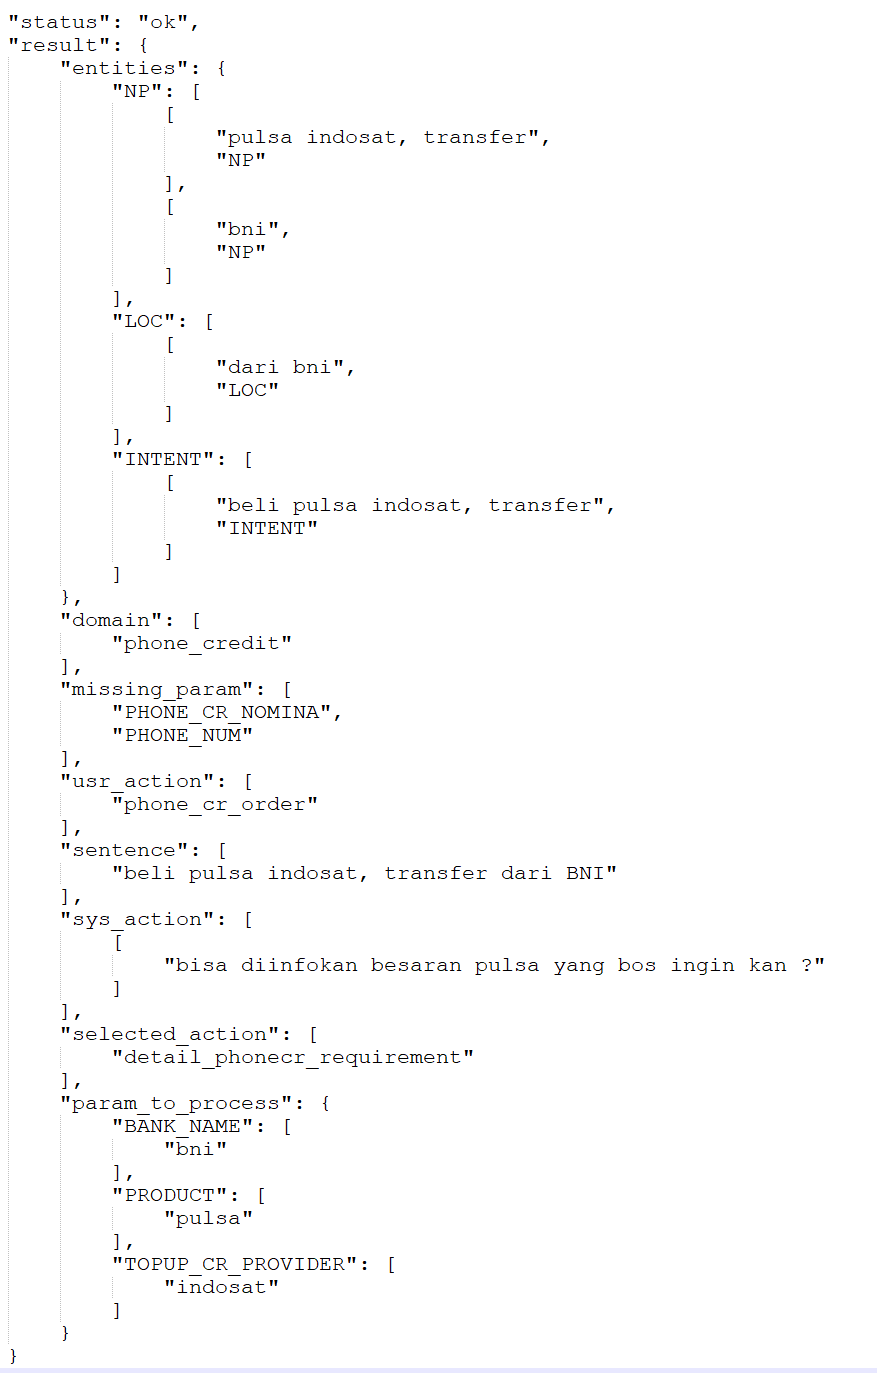 "status": "ok",
"result": {
    "entities": {
        "NP": [
            [
                "pulsa indosat, transfer",
                "NP"
            ],
            [
                "bni",
                "NP"
            ]
        ],
        "LOC": [
            [
                "dari bni",
                "LOC"
            ]
        ],
        "INTENT": [
            [
                "beli pulsa indosat, transfer",
                "INTENT"
            ]
        ]
    },
    "domain": [
        "phone_credit"
    ],
    "missing_param": [
        "PHONE_CR_NOMINA",
        "PHONE_NUM"
    ],
    "usr_action": [
        "phone_cr_order"
    ],
    "sentence": [
        "beli pulsa indosat, transfer dari BNI"
    ],
    "sys_action": [
        [
            "bisa diinfokan besaran pulsa yang bos ingin kan ?"
        ]
    ],
    "selected_action": [
        "detail_phonecr_requirement"
    ],
    "param_to_process": {
        "BANK_NAME": [
            "bni"
        ],
        "PRODUCT": [
            "pulsa"
        ],
        "TOPUP_CR_PROVIDER": [
            "indosat"
        ]
    }
}